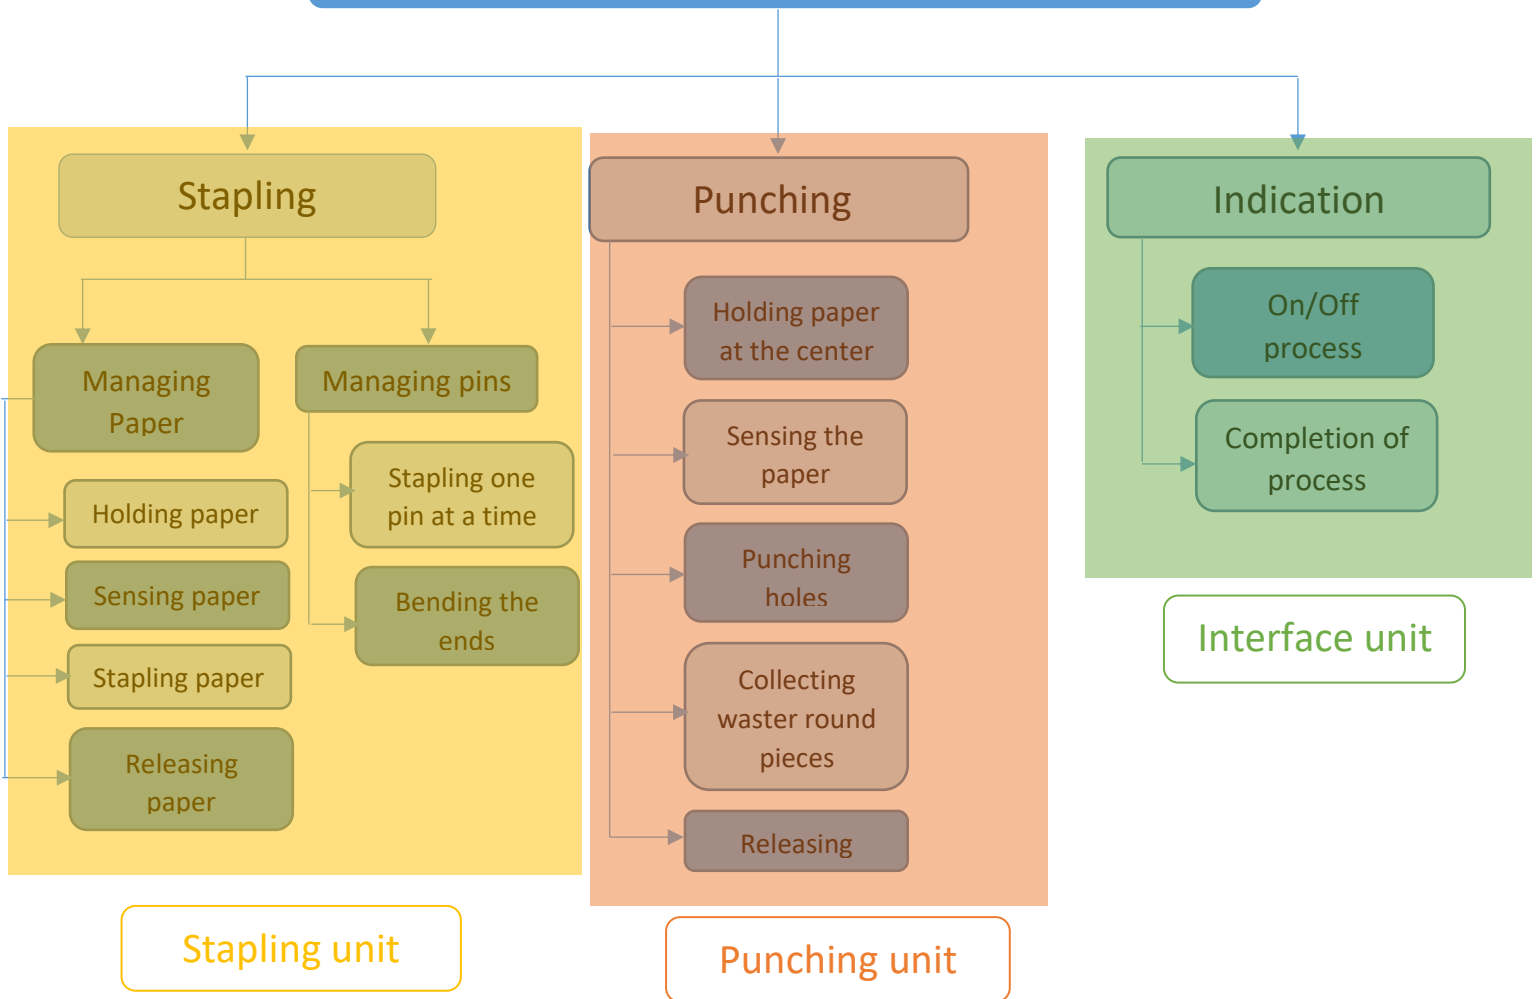 Stapling
Managing
Paper
Holding paper
Sensing paper
Stapling paper
Releasing
paper
Managing pins
Stapling one
pin at a time
Bending the
ends
Stapling unit
Punching
Holding paper
at the center
Sensing the
paper
Punching
holes
Collecting
waster round
pieces
Releasing
Punching unit
Indication
On/Off
process
Completion of
process
Interface unit